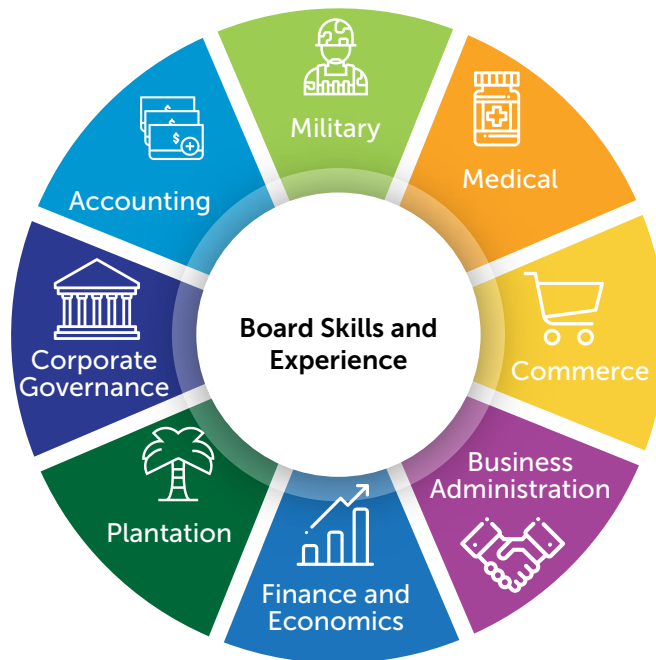 Military
Medical
Commerce
Business
Administration
Finance and
Economics
Plantation
Corporate
Governance
Accounting
Board Skills and
Experience